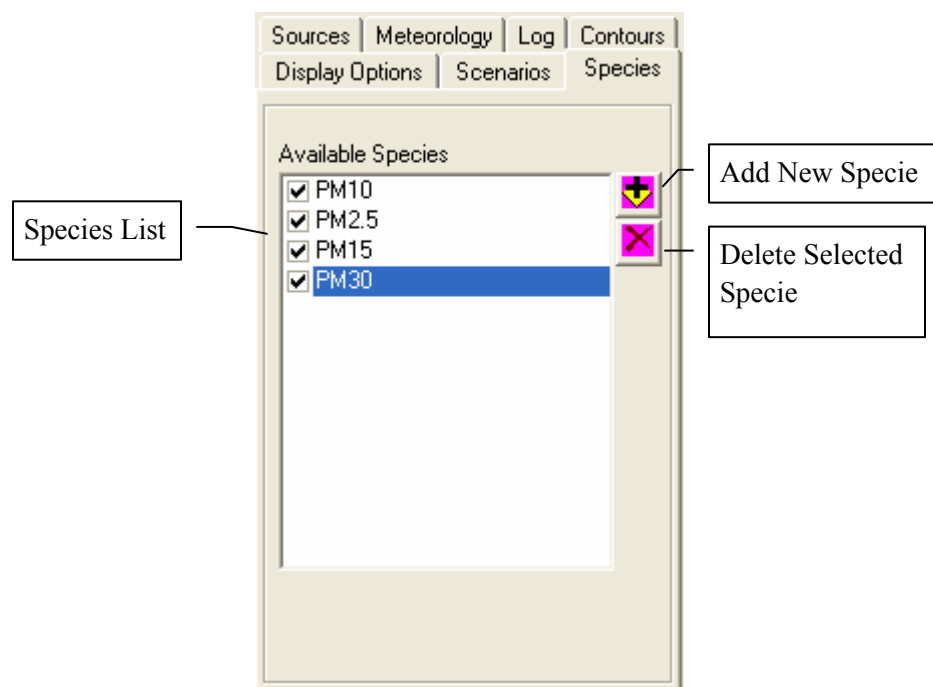 Sources Meteorology Log Contours
Display Options Scenarios Species
Available Species
PM10
PM2.5
PM15
PM30
Species List
Add New Specie
Delete Selected
Specie